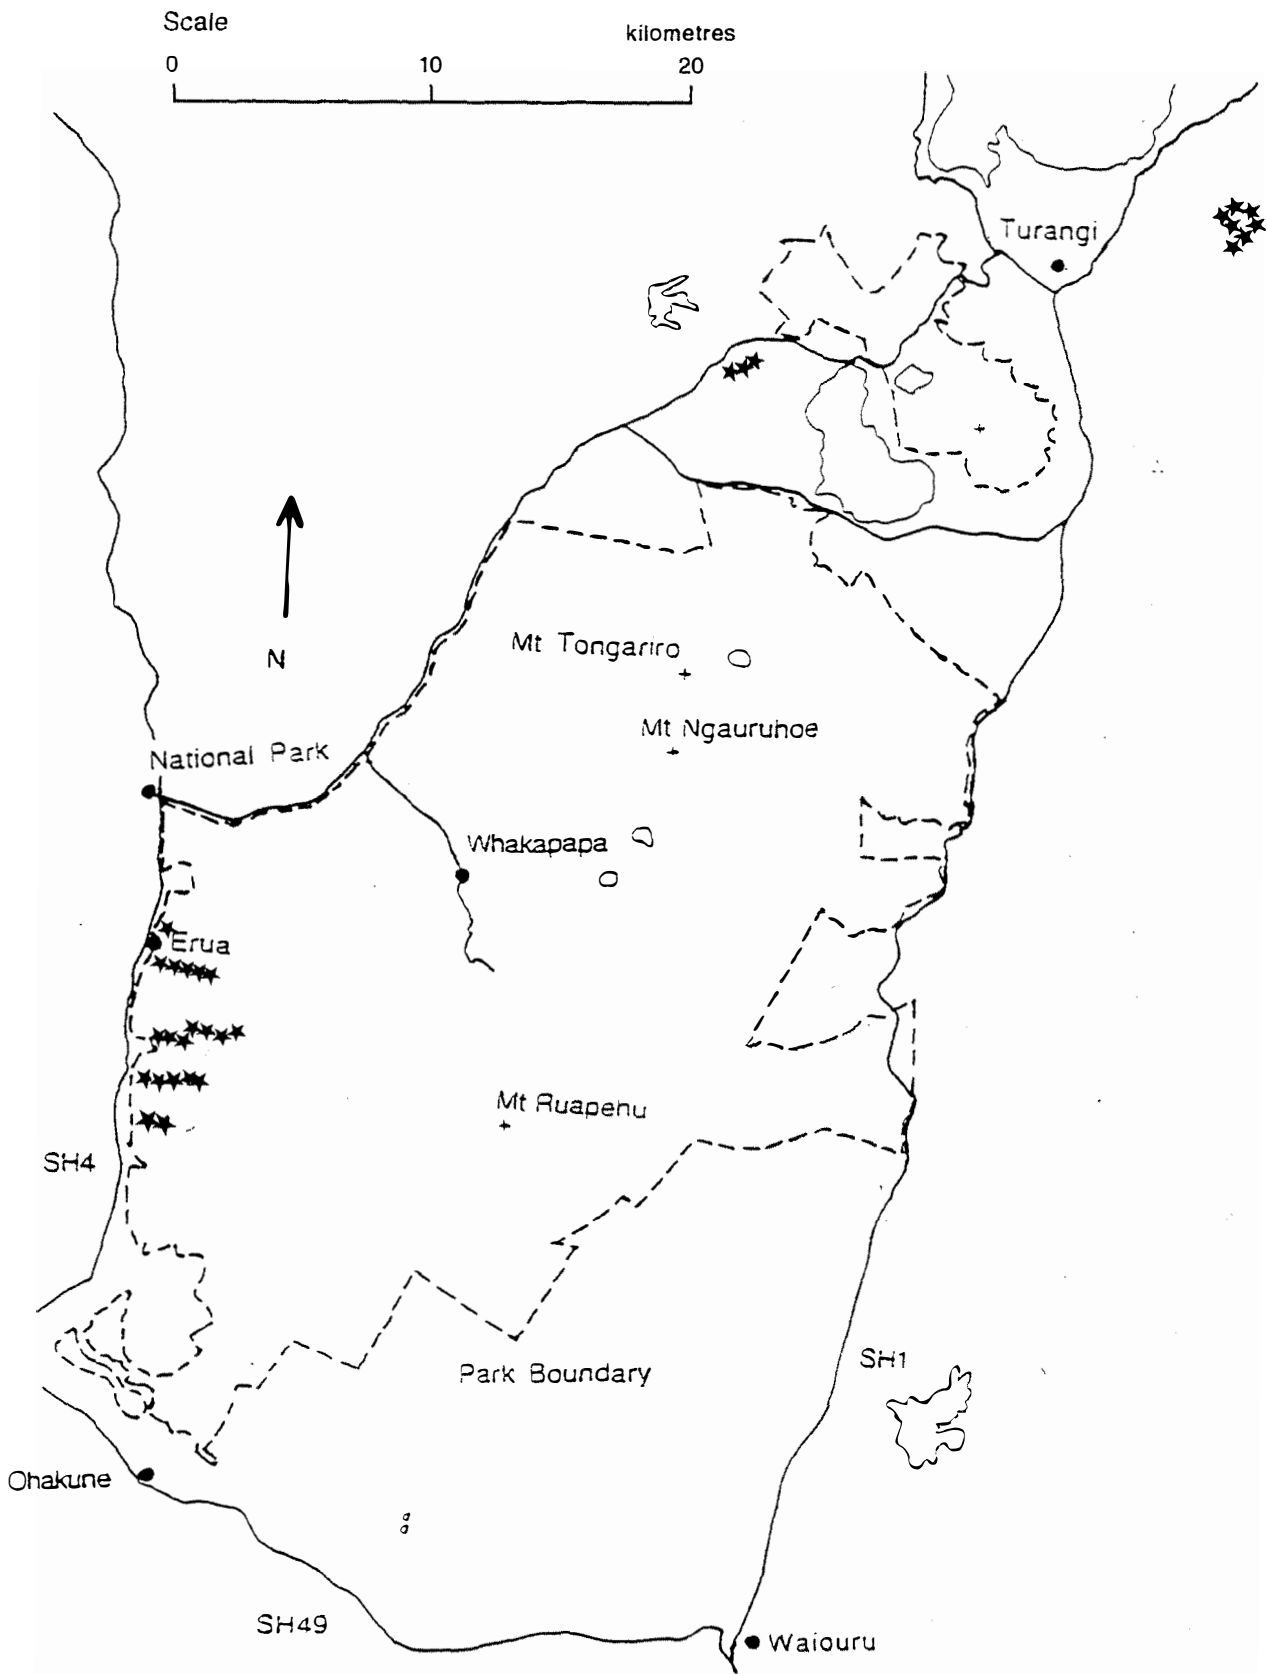 Scale
kilometres
0 10 20
Turangi
N
Mt Tongariro
Mt Ngauruhoe
National Park
Whakapapa
Erua
Mt Ruapehu
SH4
SH1
Park Boundary
Ohakune
SH49
Waiouru